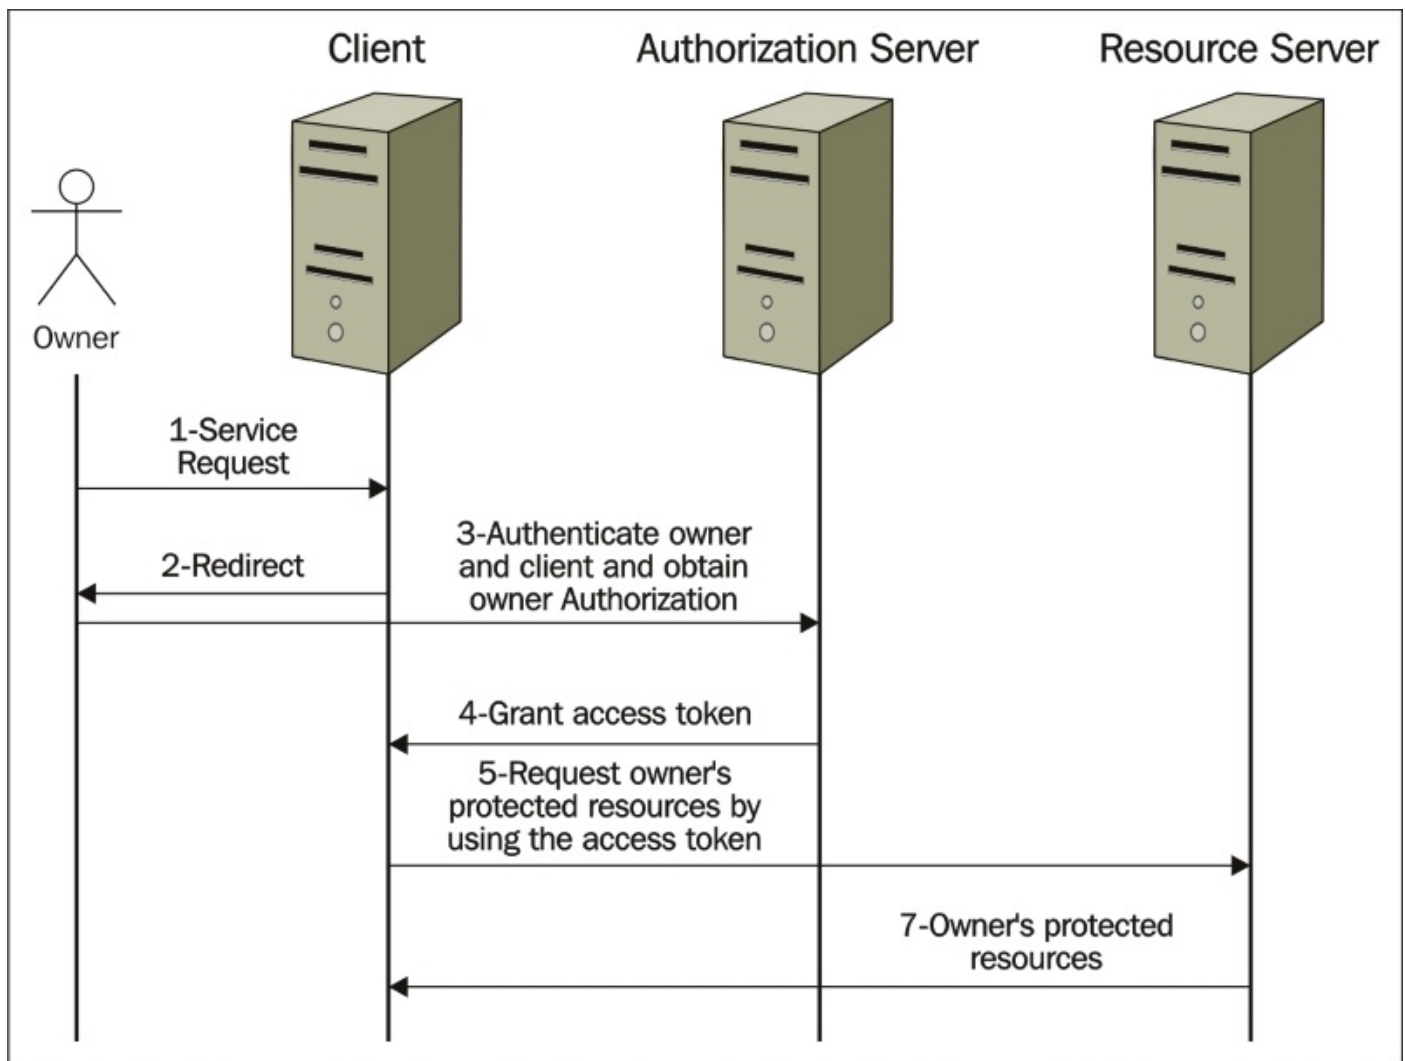 Client
Authorization Server
Resource Server
Owner
1-Service
Request
2-Redirect
3-Authenticate owner
and client and obtain
owner Authorization
4-Grant access token
5-Request owner's
protected resources by
using the access token
7-Owner's protected
resources